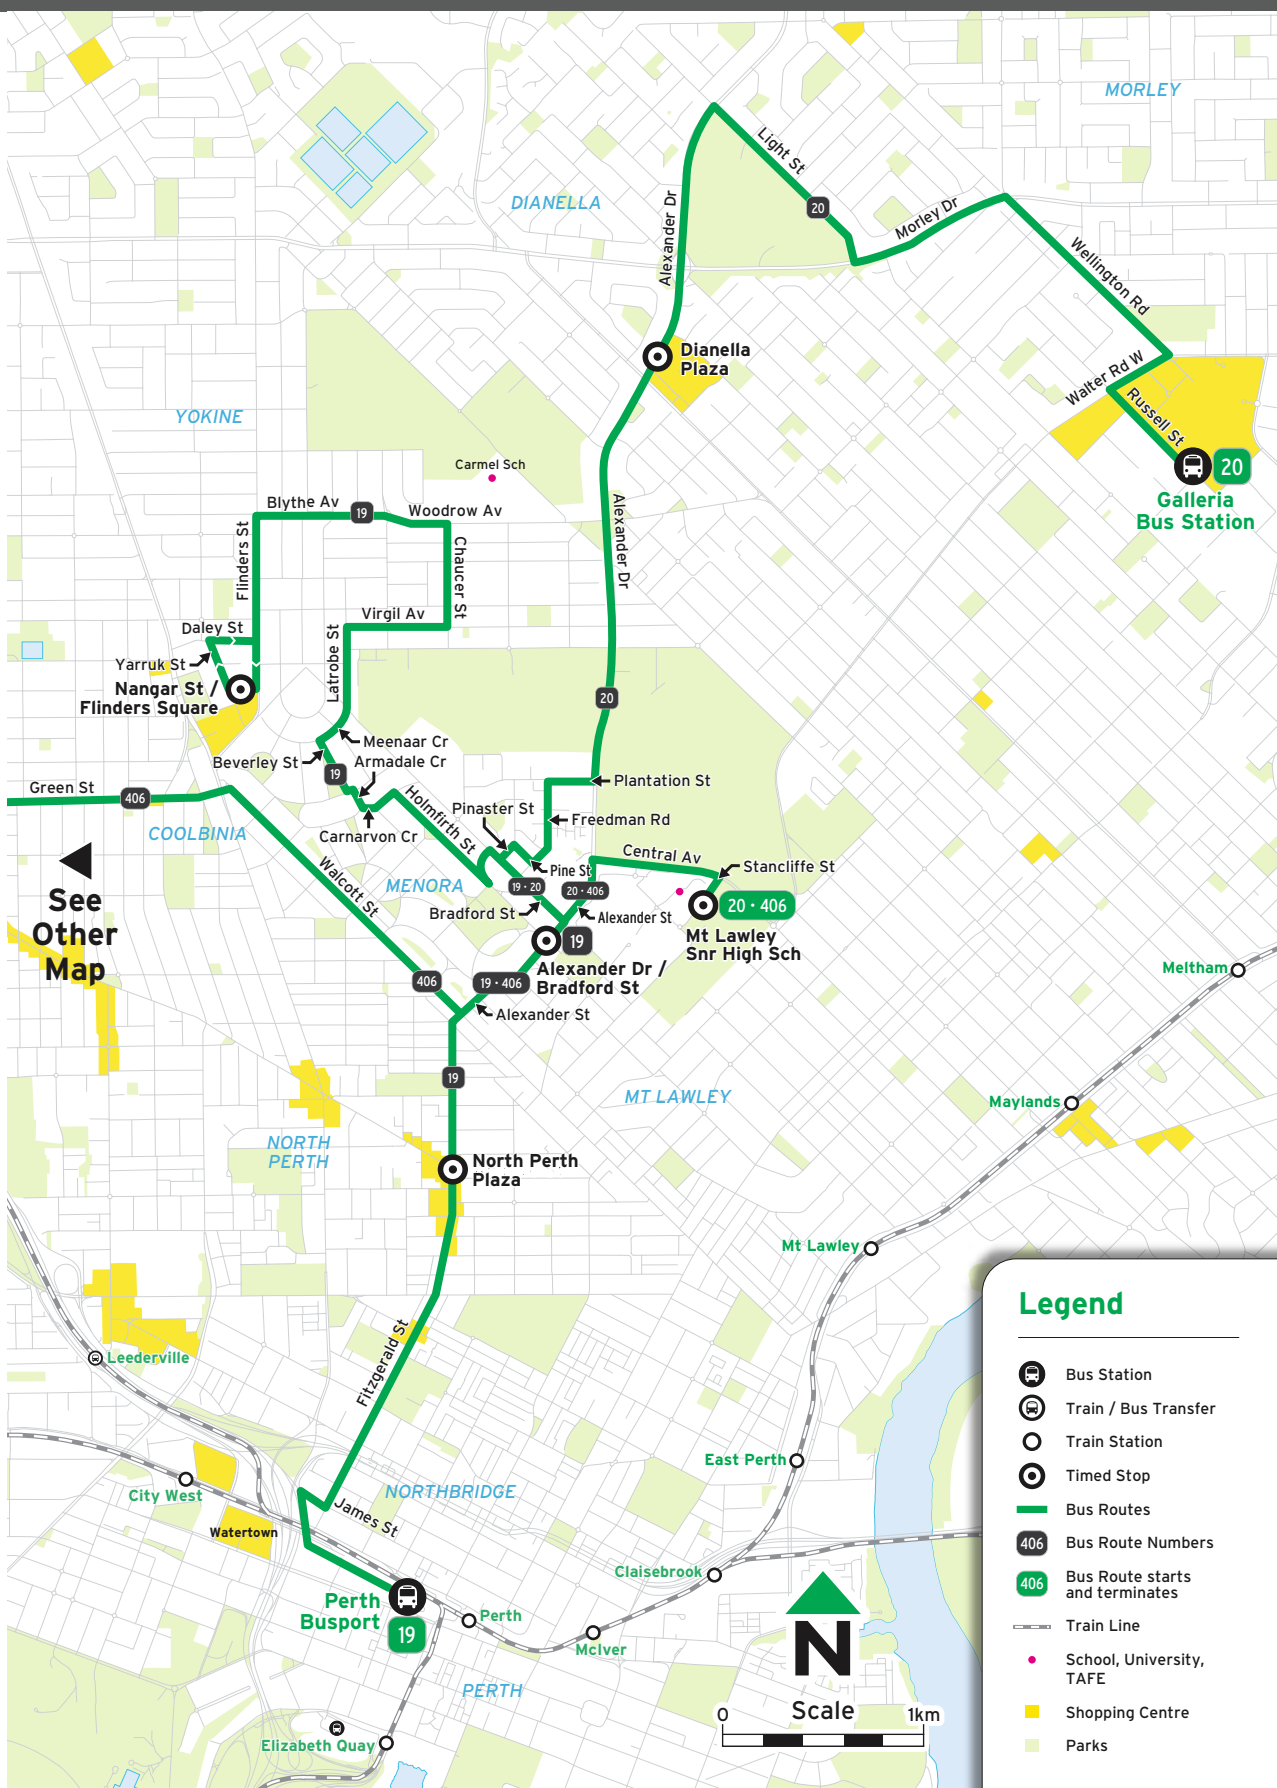 MORLEY
Light St
DIANELLA
20
Alexander Dr
Morley Dr
Wellington Rd
Dianella
Plaza
Walter Rd W
Russell St
YOKINE
Carmel Sch
20
Galleria
Bus Station
Blythe Av
19
Woodrow Av
Flinders St
Chaucer St
Alexander Dr
Daley St
Virgil Av
Latrobe St
Yarruk St
Nangar St /
Flinders Square
20
Meenaar Cr
Beverley St
Armadale Cr
19
Plantation St
Green St
406
Holmfirth St
Pinaster St
Freedman Rd
COOLBINIA
Carnarvon Cr
Central Av
Stancliffe St
Pine St
Walcott St
MENORA
19 • 20
20 • 406
See
Other
Map
Bradford St
Alexander St
20 • 406
19
Mt Lawley
Snr High Sch
Alexander Dr /
Bradford St
Meltham
406
19 • 406
Alexander St
19
MT LAWLEY
Maylands
NORTH
PERTH
North Perth
Plaza
Mt Lawley
Fitzgerald St
Leederville
City West
NORTHBRIDGE
East Perth
James St
Watertown
Claisebrook
Perth
Busport
19
Perth
McIver
N
PERTH
Scale
0
1km
Elizabeth Quay
Legend
Bus Station
Train / Bus Transfer
Train Station
Timed Stop
Bus Routes
406
Bus Route Numbers
406
Bus Route starts
and terminates
Train Line
School, University,
TAFE
Shopping Centre
Parks